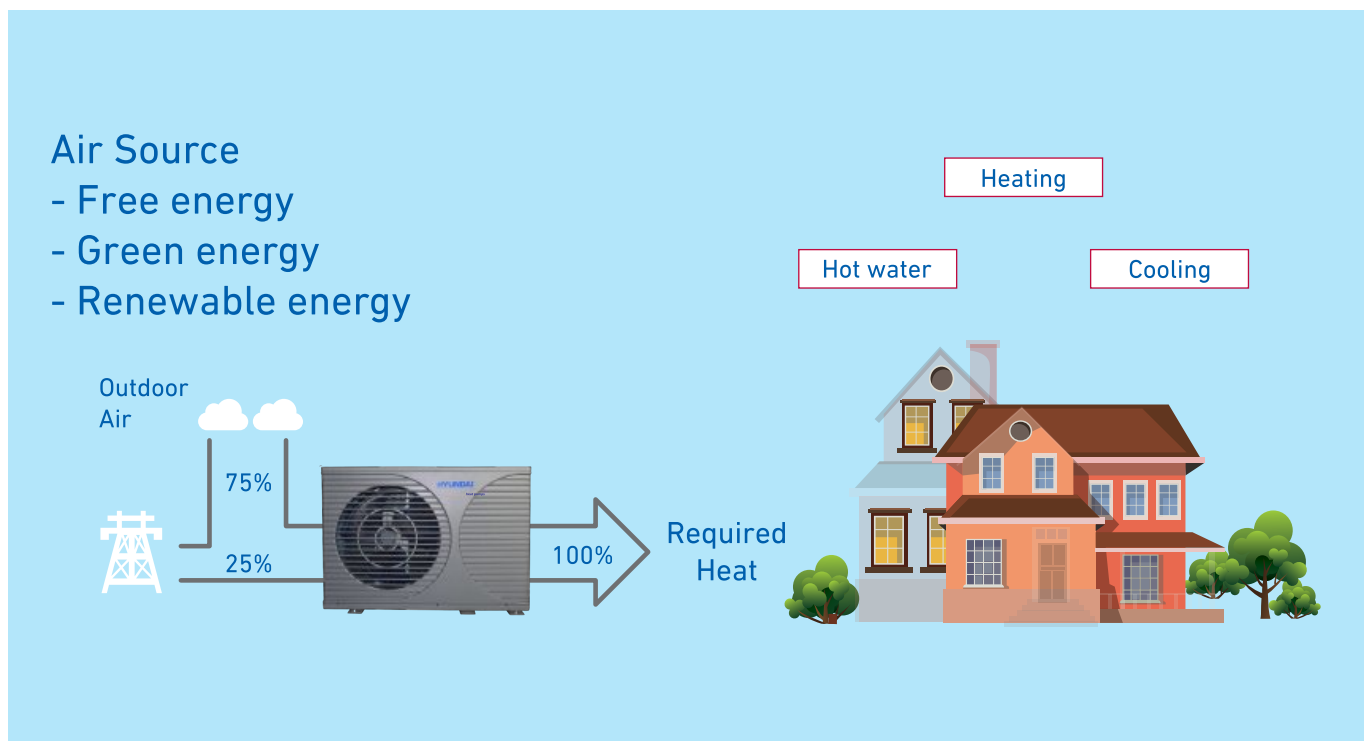 Air Source
- Free energy
- Green energy
- Renewable energy
Heating
Hot water
Cooling
Outdoor
Air
75%
25%
HYUNDAI
100%
Required
Heat